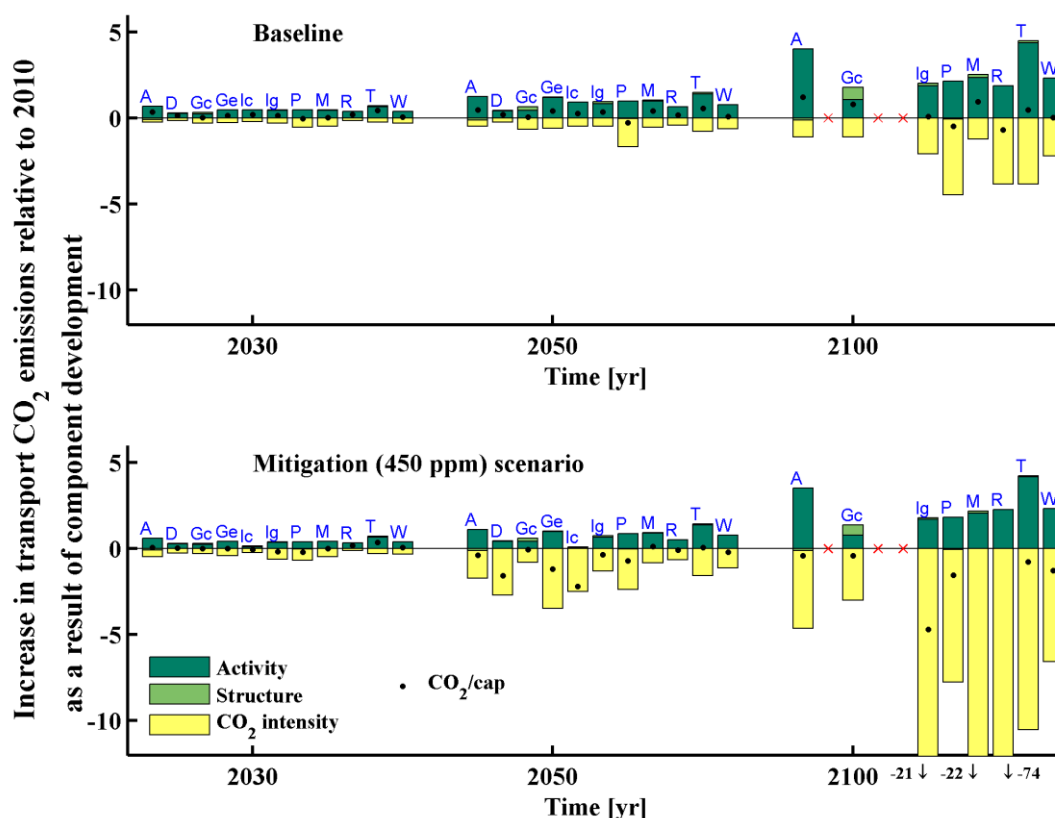 Increase in transport CO2 emissions relative to 2010
as a result of component development
Baseline
5
0
-5
-10
A D Gc Ge Ic Ig P M R T W
A D Gc Ge Ic Ig P M R T W
A Gc Ig P M R T W
2030 2050 2100
Time [yr]
Mitigation (450 ppm) scenario
5
0
-5
-10
A D Gc Ge Ic Ig P M R T W
A D Gc Ge Ic Ig P M R T W
A Gc Ig P M R T W
Activity
Structure
CO2 intensity
CO2/cap
2030 2050 2100
-21 ↓ -22 ↓ ↓ -74
Time [yr]